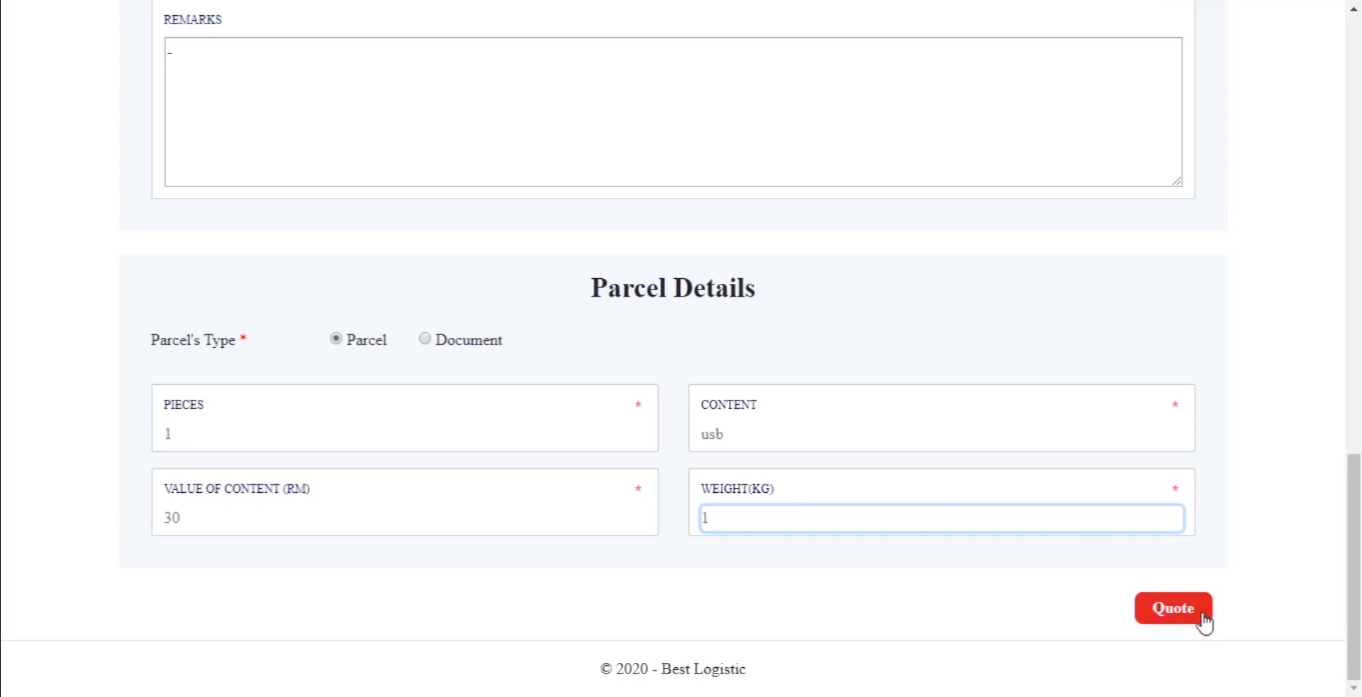 REMARKS
-
Parcel Details
Parcel's Type * Parcel Document
PIECES * CONTENT *
1 usb
VALUE OF CONTENT (RM) * WEIGHT(KG) *
30 1
Quote
© 2020 - Best Logistic